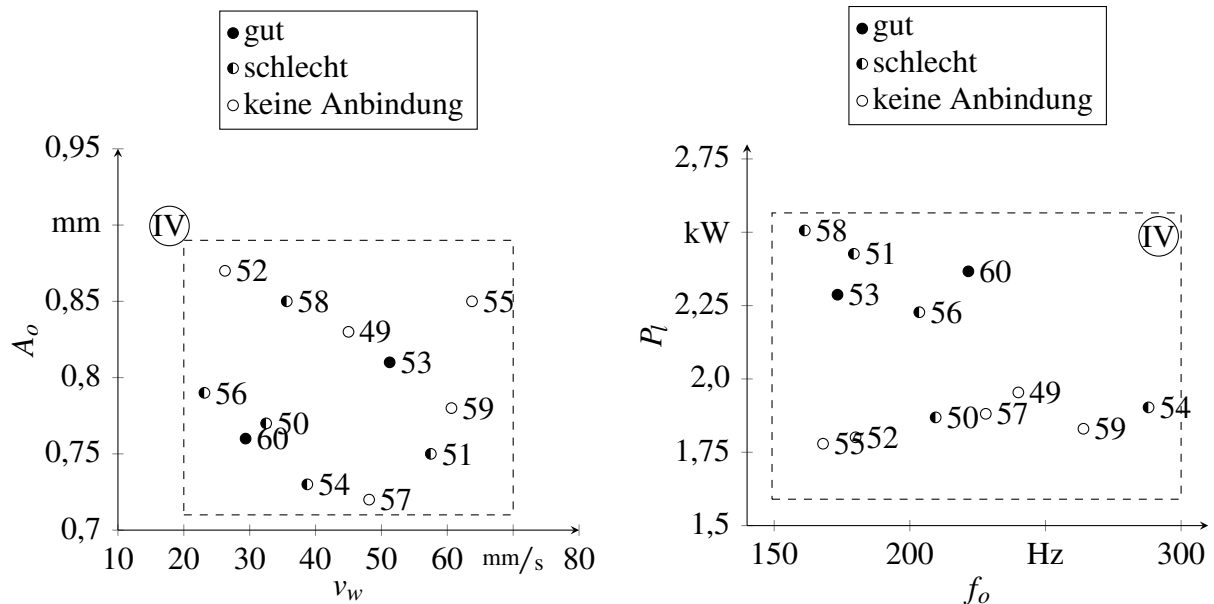 gut
schlecht
keine Anbindung
0,95
mm
0,85
0,8
0,75
0,7
A_o
IV
52
58
55
49
53
56
59
50
60
51
54
57
10 20 30 40 50 60 mm/s 80
v_w
gut
schlecht
keine Anbindung
2,75
kW
2,25
2,0
1,75
1,5
P_l
IV
58
51
60
53
56
49
54
57
50
59
52
55
150 200 Hz 300
f_o